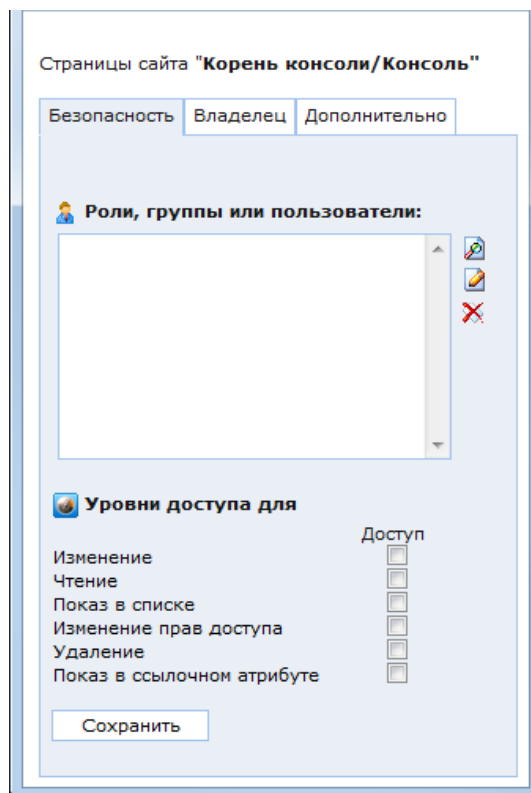 Страницы сайта "Корень консоли/Консоль"
Безопасность Владелец Дополнительно
Роли, группы или пользователи:
Уровни доступа для
Доступ
Изменение
Чтение
Показ в списке
Изменение прав доступа
Удаление
Показ в ссылочном атрибуте
Сохранить